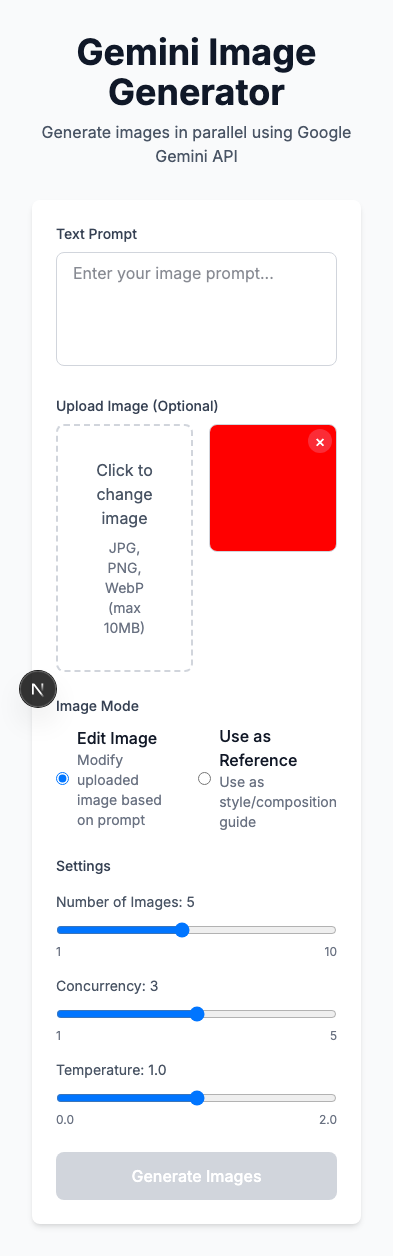 Gemini Image
Generator
Generate images in parallel using Google
Gemini API
Text Prompt
Enter your image prompt...
Upload Image (Optional)
Click to
change
image
JPG,
PNG,
WebP
(max
10MB)
×
N
Image Mode
Edit Image
Modify
uploaded
image based
on prompt
Use as
Reference
Use as
style/composition
guide
Settings
Number of Images: 5
1
10
Concurrency: 3
1
5
Temperature: 1.0
0.0
2.0
Generate Images